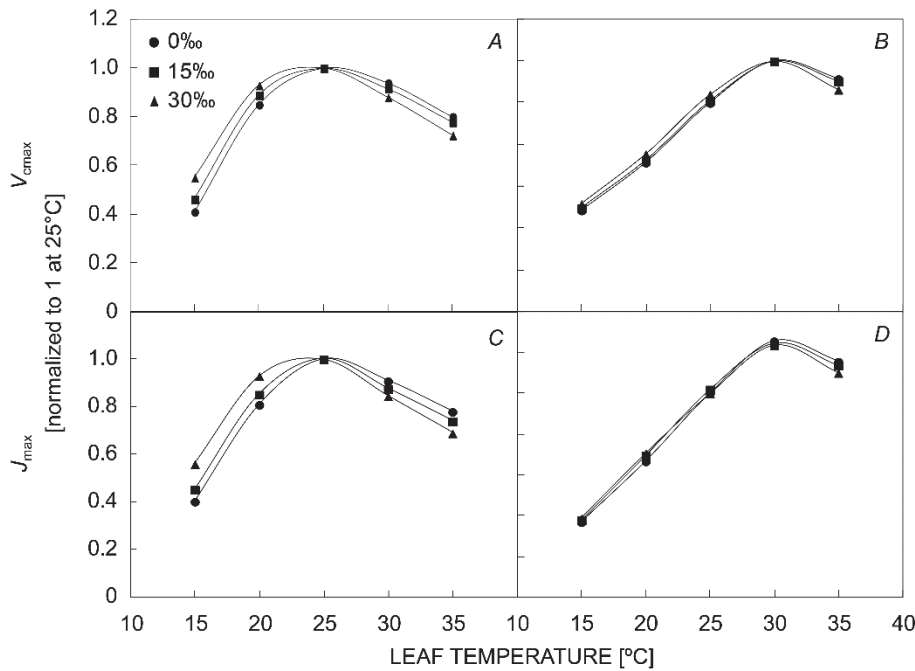 1.2
A
B
● 0‰
■ 15‰
▲ 30‰
1.0
0.8
0.6
0.4
0.2
0
V cmax
J max
[normalized to 1 at 25°C]
C
D
1.0
0.8
0.6
0.4
0.2
0
10 15 20 25 30 35 10 15 20 25 30 35 40
LEAF TEMPERATURE [ºC]